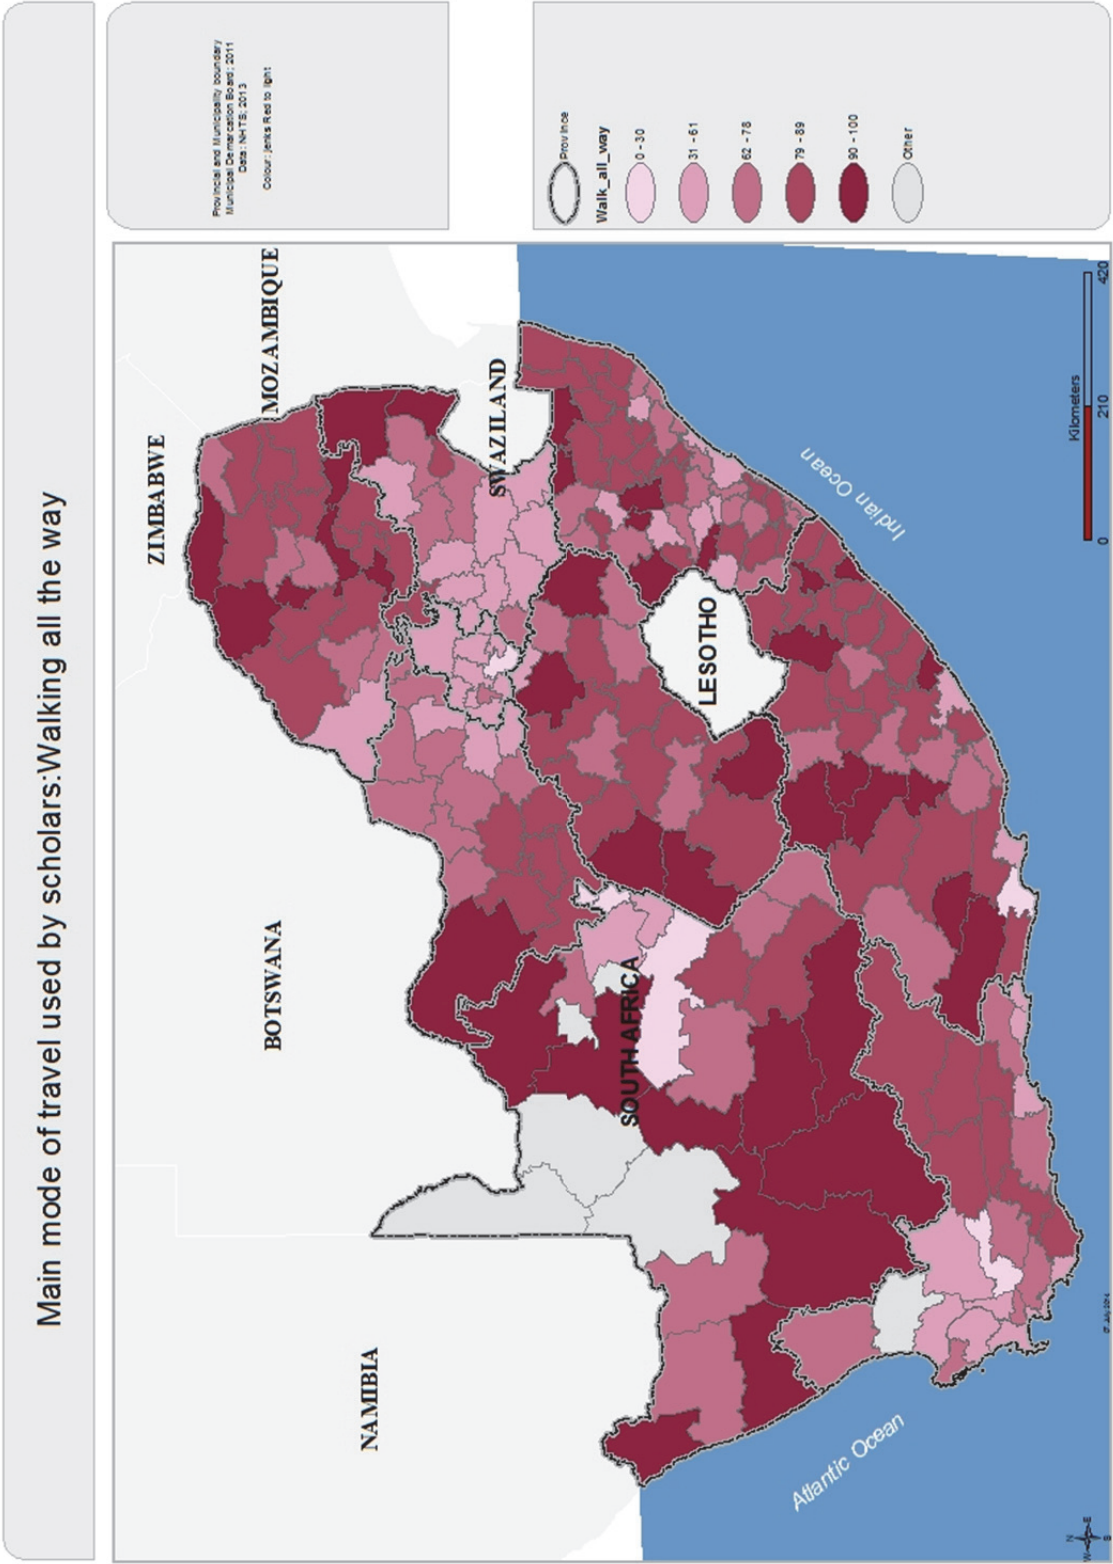 Main mode of travel used by scholars:Walking all the way
Provincial and Municipality boundary
Municipal Demarcation Board; 2011
Data: NHTS; 2013
Colour: Jenks Red to light
Province
Walk_all_way
0 - 30
31 - 61
62 - 78
79 - 89
90 - 100
Other
ZIMBABWE
MOZAMBIQUE
BOTSWANA
NAMIBIA
SWAZILAND
SOUTH AFRICA
LESOTHO
Indian Ocean
Atlantic Ocean
Kilometers
0 210 420
N
W E
S